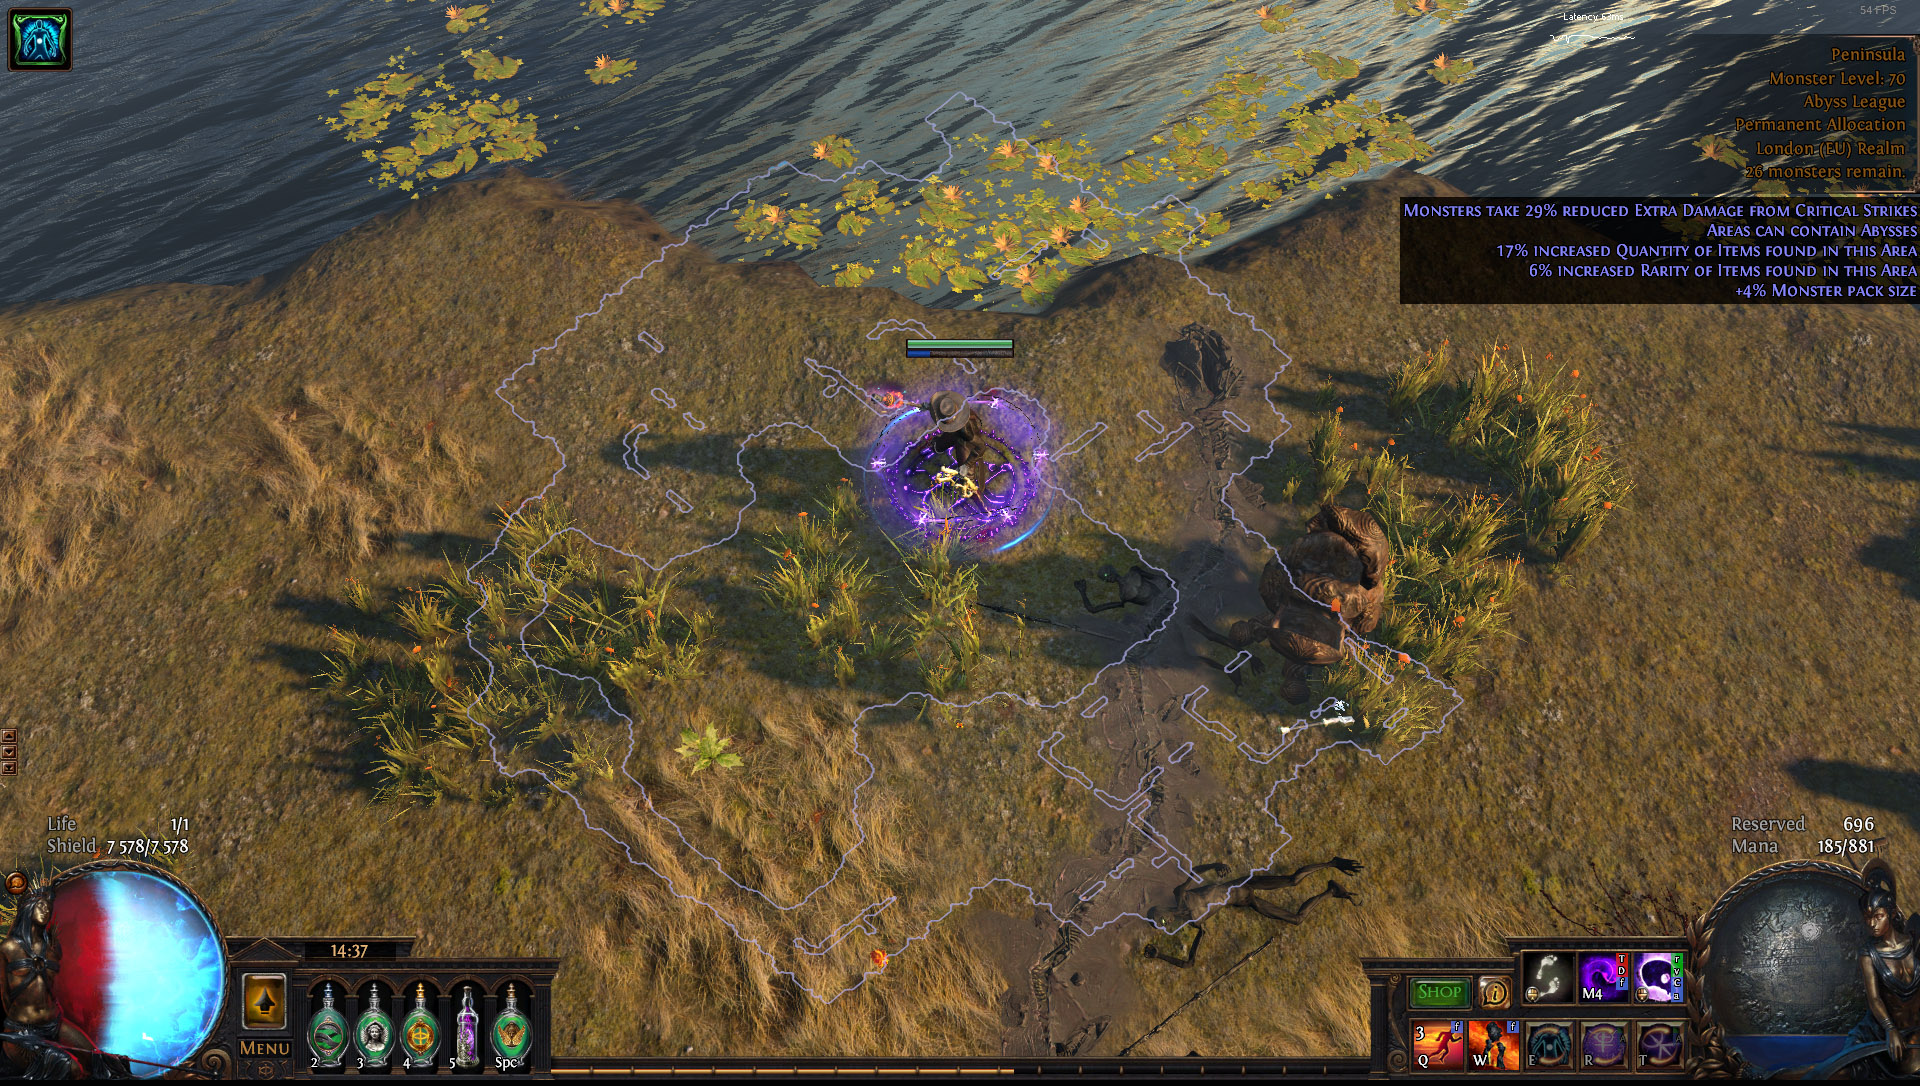 Latency 53ms
54 FPS
Peninsula
Monster Level: 70
Abyss League
Permanent Allocation
London (EU) Realm
26 monsters remain.
Monsters take 29% reduced Extra Damage from Critical Strikes
Areas can contain Abysses
17% increased Quantity of Items found in this Area
6% increased Rarity of Items found in this Area
+4% Monster pack size
Life 1/1
Shield 7 578/7 578
Reserved 696
Mana 185/881
14:37
Menu
2 3 4 5 Spc
Shop
M4
T
D
f
r
v
C
a
3
f
f
Q W E R T